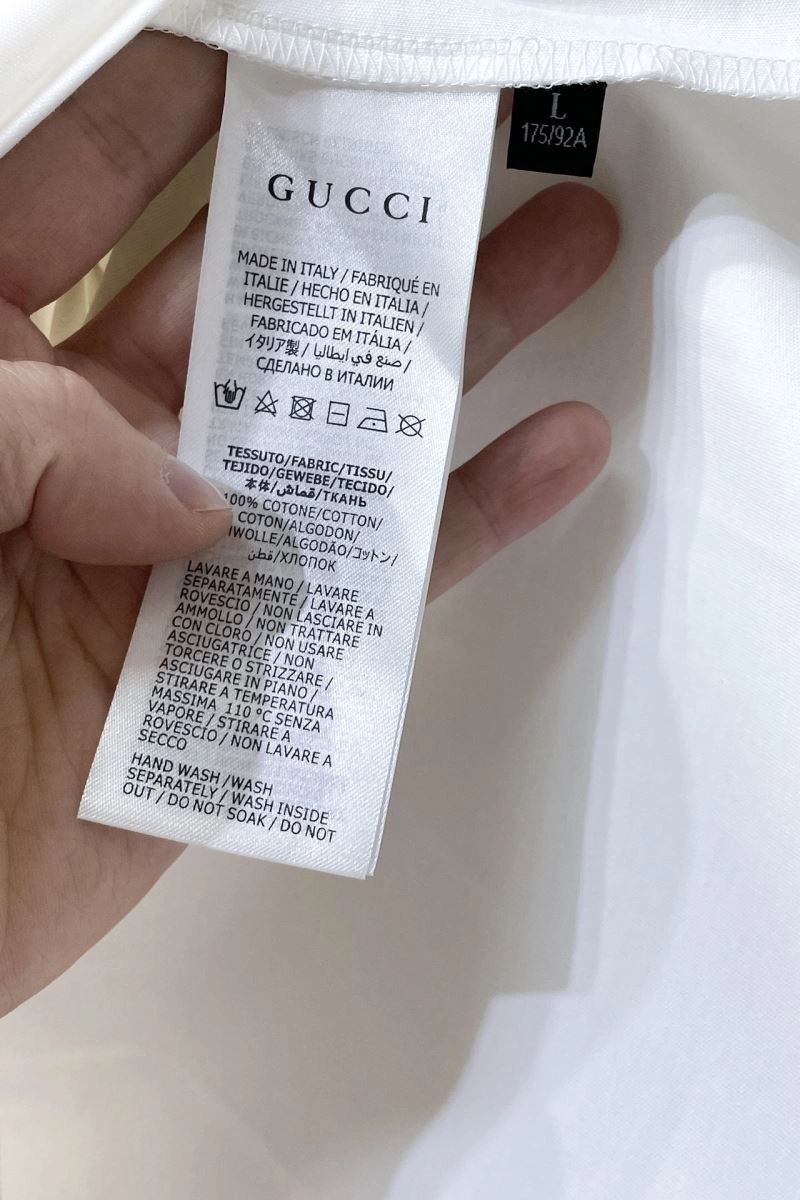 L
175/92A
GUCCI
MADE IN ITALY / FABRIQUÉ EN
ITALIE / HECHO EN ITALIA /
HERGESTELLT IN ITALIEN /
FABRICADO EM ITÁLIA /
イタリア製 / صنع في ايطاليا /
СДЕЛАНО В ИТАЛИИ
TESSUTO/FABRIC/TISSU/
TEJIDO/GEWEBE/TECIDO/
本体/قماش/ТКАНЬ
100% COTONE/COTTON/
COTON/ALGODON/
WOLLE/ALGODÃO/コットン/
قطن/ХЛОПОК
LAVARE A MANO / LAVARE
SEPARATAMENTE / LAVARE A
ROVESCIO / NON LASCIARE IN
AMMOLLO / NON TRATTARE
CON CLORO / NON USARE
ASCIUGATRICE / NON
TORCERE O STRIZZARE /
ASCIUGARE IN PIANO /
STIRARE A TEMPERATURA
MASSIMA 110 °C SENZA
VAPORE / STIRARE A
ROVESCIO / NON LAVARE A
SECCO
HAND WASH /WASH
SEPARATELY / WASH INSIDE
OUT / DO NOT SOAK / DO NOT